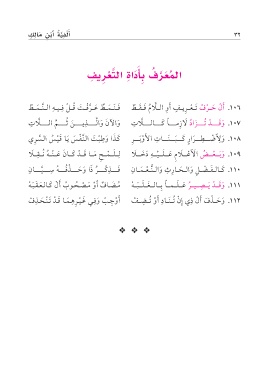 ٣٢ أَلْفِيَّةُ ابْنِ مَالِكٍ
المُعَرَّفُ بِأَدَاةِ التَّعْرِيفِ
١٠٦. أَلْ حَرْفُ تَعْرِيفٍ أَوِ اللَّامُ فَقَطْ فَنَمَطٌ عَرَّفْتَ قُلْ فِيهِ النَّمَطْ
١٠٧. وَقَدْ تُزَادُ لَازِماً كَاللَّاتِ وَالآنَ وَالَّذِينَ ثُمَّ اللَّاتِ
١٠٨. وَلِاضْطِرَارٍ كَبَنَاتِ الأَوْبَرِ كَذَا وَطِبْتَ النَّفْسَ يَا قَيْسُ السَّرِي
١٠٩. وَبَعْضُ الأَعْلَامِ عَلَيْهِ دَخَلَا لِلَمْحِ مَا قَدْ كَانَ عَنْهُ نُقِلَا
١١٠. كَالفَضْلِ وَالحَارِثِ وَالنُّعْمَانِ فَذِكْرُ ذَا وَحَذْفُهُ سِيَّانِ
١١١. وَقَدْ يَصِيرُ عَلَماً بِالغَلَبَهْ مُضَافٌ أَوْ مَصْحُوبُ أَلْ كَالعَقَبَهْ
١١٢. وَحَذْفَ أَلْ ذِي إِنْ تُنَادِ أَوْ تُضِفْ أَوْجِبْ وَفِي غَيْرِهِمَا قَدْ تَنْحَذِفْ